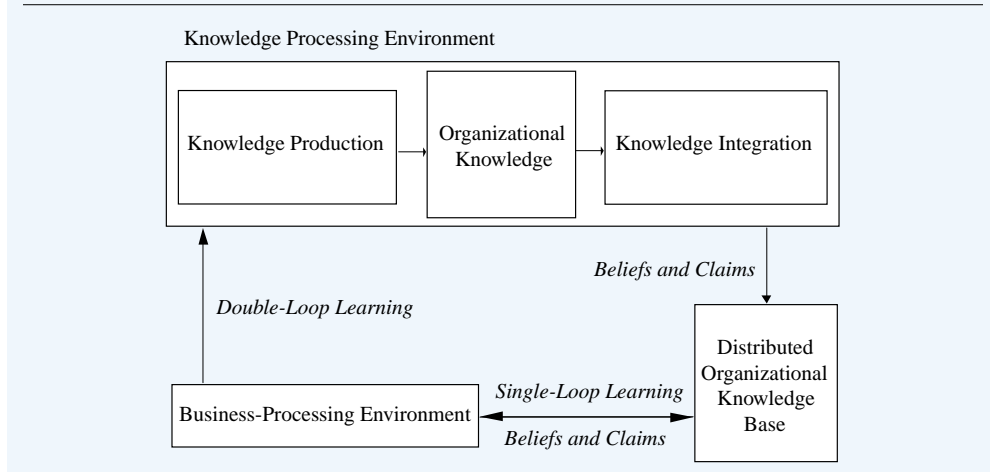 Knowledge Processing Environment
Knowledge Production
Organizational
Knowledge
Knowledge Integration
Beliefs and Claims
Double-Loop Learning
Distributed
Organizational
Knowledge
Base
Single-Loop Learning
Business-Processing Environment
Beliefs and Claims